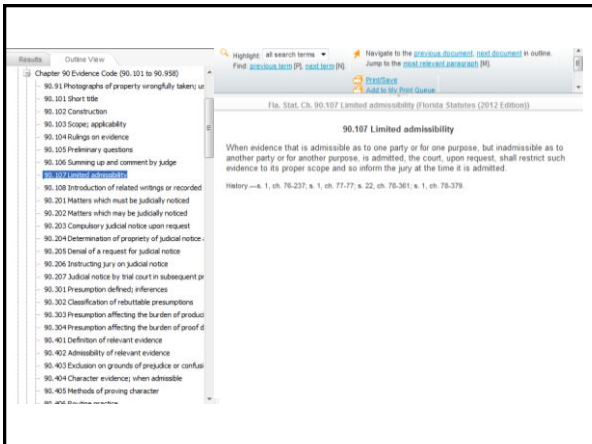 Results
Outline View
Chapter 90 Evidence Code (90.101 to 90.958)
90.91 Photographs of property wrongfully taken; us
90.101 Short title
90.102 Construction
90.103 Scope; applicability
90.104 Rulings on evidence
90.105 Preliminary questions
90.106 Summing up and comment by judge
90.107 Limited admissibility
90.108 Introduction of related writings or recorded
90.201 Matters which must be judicially noticed
90.202 Matters which may be judicially noticed
90.203 Compulsory judicial notice upon request
90.204 Determination of propriety of judicial notice
90.205 Denial of a request for judicial notice
90.206 Instructing jury on judicial notice
90.207 Judicial notice by trial court in subsequent pr
90.301 Presumption defined; inferences
90.302 Classification of rebuttable presumptions
90.303 Presumption affecting the burden of produc
90.304 Presumption affecting the burden of proof d
90.401 Definition of relevant evidence
90.402 Admissibility of relevant evidence
90.403 Exclusion on grounds of prejudice or confusi
90.404 Character evidence; when admissible
90.405 Methods of proving character
90.406 Routine practice
Highlight: all search terms
Find: previous term [P], next term [N].
Navigate to the previous document, next document in outline.
Jump to the most relevant paragraph [M].
Print/Save
Add to My Print Queue
Fla. Stat. Ch. 90.107 Limited admissibility (Florida Statutes (2012 Edition))
90.107 Limited admissibility
When evidence that is admissible as to one party or for one purpose, but inadmissible as to
another party or for another purpose, is admitted, the court, upon request, shall restrict such
evidence to its proper scope and so inform the jury at the time it is admitted.
History.—s. 1, ch. 76-237; s. 1, ch. 77-77; s. 22, ch. 78-361; s. 1, ch. 78-379.